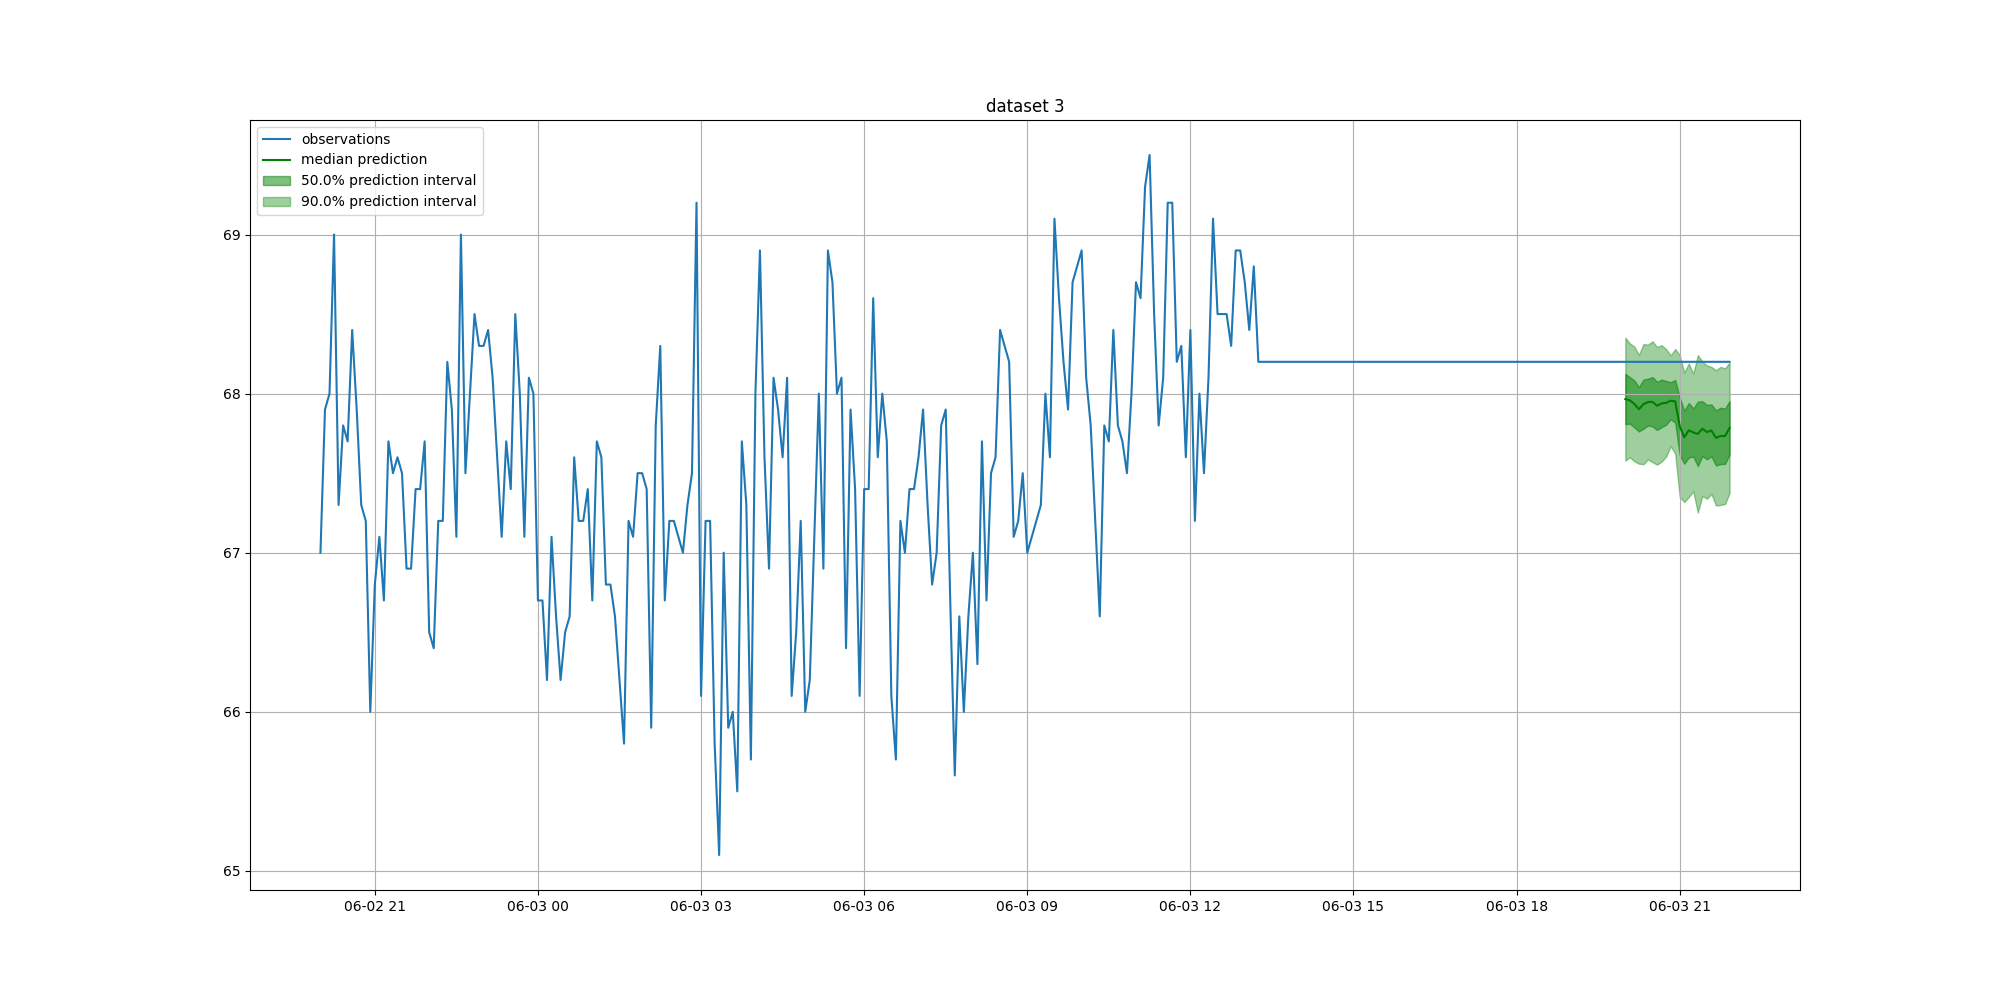 dataset 3
observations
median prediction
50.0% prediction interval
90.0% prediction interval
69
68
67
66
65
06-02 21
06-03 00
06-03 03
06-03 06
06-03 09
06-03 12
06-03 15
06-03 18
06-03 21